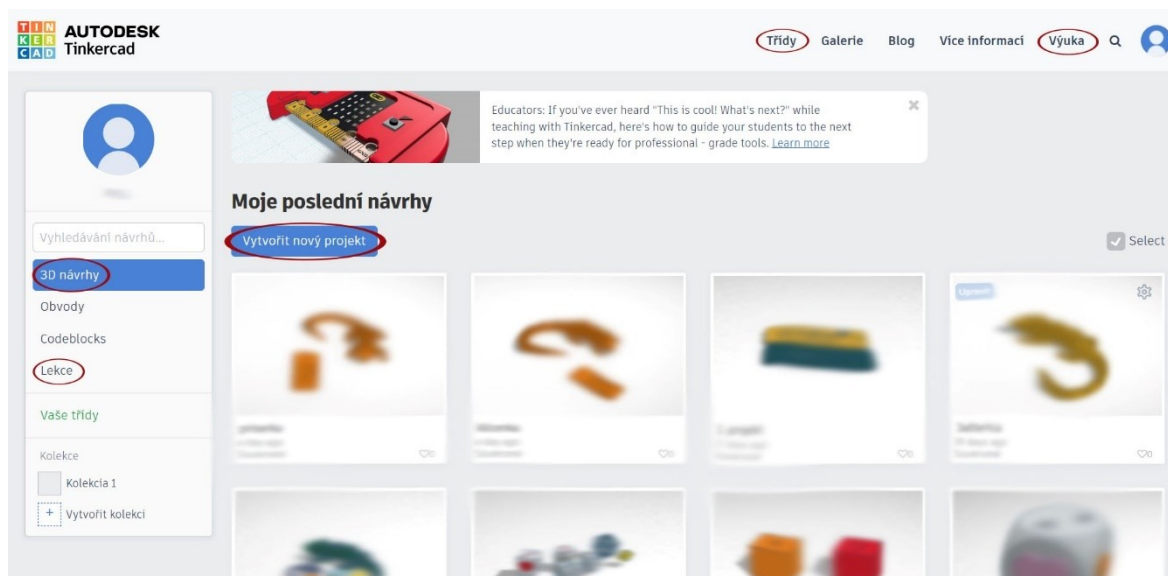 TIN
KER
CAD
AUTODESK
Tinkercad
Třídy Galerie Blog Více informací Výuka
Educators: If you've ever heard "This is cool! What's next?" while
teaching with Tinkercad, here's how to guide your students to the next
step when they're ready for professional - grade tools. Learn more
Moje poslední návrhy
Vyhledávání návrhů...
Vytvořit nový projekt
Select
3D návrhy
Obvody
Codeblocks
Lekce
Vaše třídy
Kolekce
Kolekcia 1
+ Vytvořit kolekci